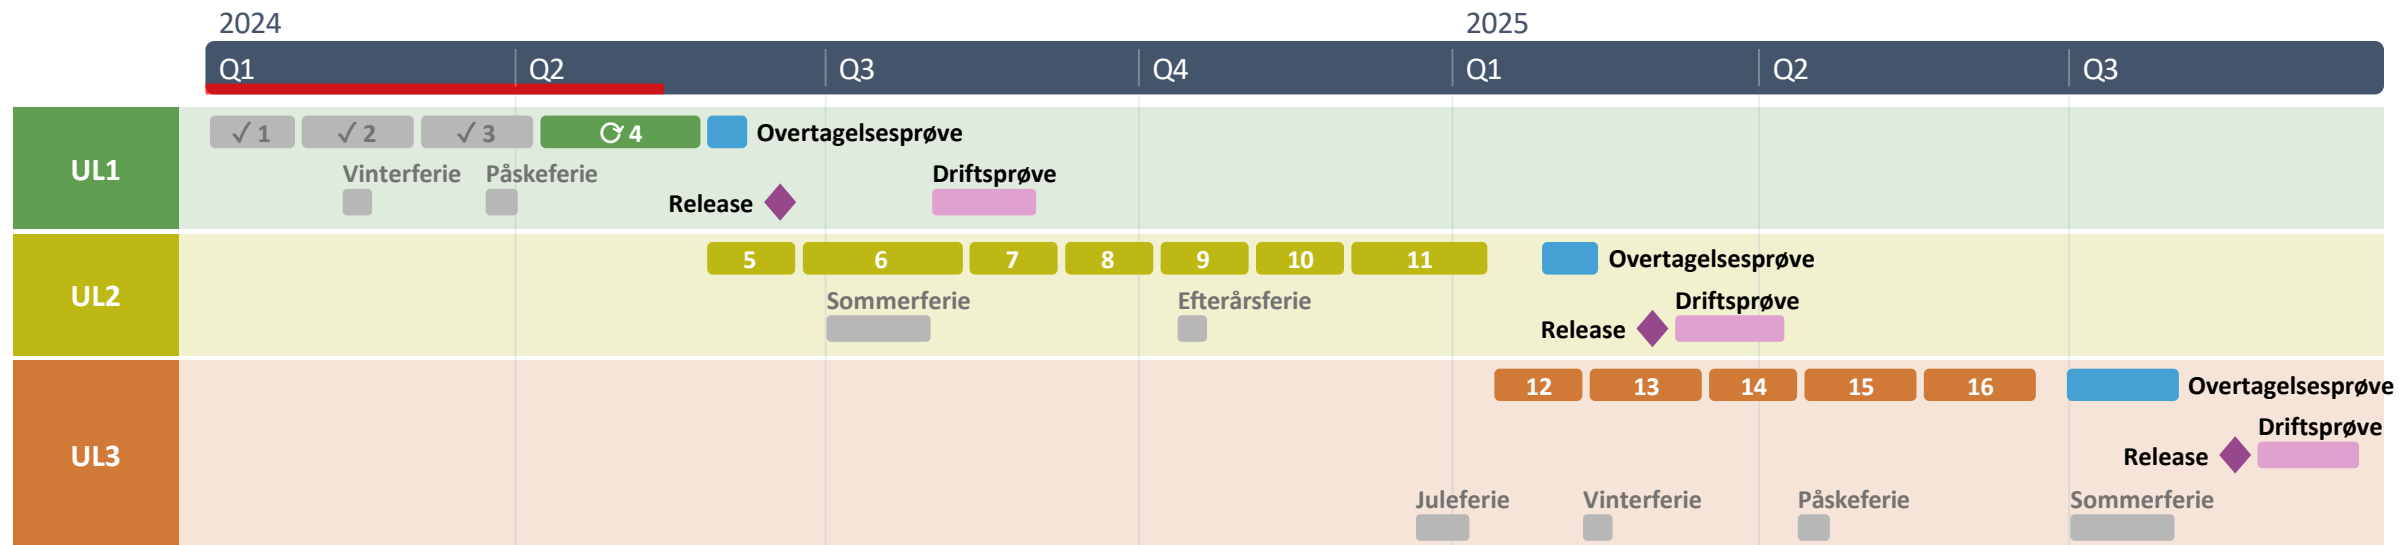 2024 2025
Q1 Q2 Q3 Q4 Q1 Q2 Q3
UL1
✓ 1 ✓ 2 ✓ 3 ⟳ 4 Overtagelsesprøve
Vinterferie Påskeferie Driftsprøve
Release
UL2
5 6 7 8 9 10 11 Overtagelsesprøve
Sommerferie Efterårsferie Driftsprøve
Release
UL3
12 13 14 15 16 Overtagelsesprøve
Driftsprøve
Release
Juleferie Vinterferie Påskeferie Sommerferie